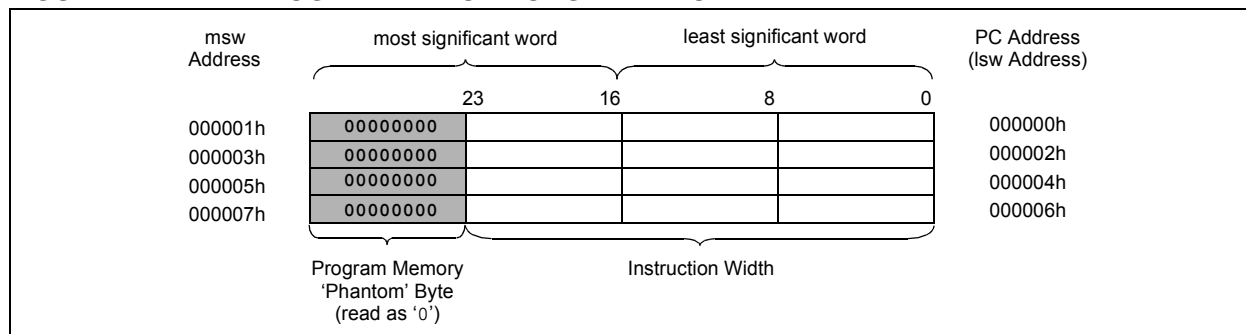 msw
Address
most significant word
least significant word
PC Address
(lsw Address)
23 16 8 0
000001h 00000000 000000h
000003h 00000000 000002h
000005h 00000000 000004h
000007h 00000000 000006h
Program Memory
‘Phantom’ Byte
(read as ‘0’)
Instruction Width